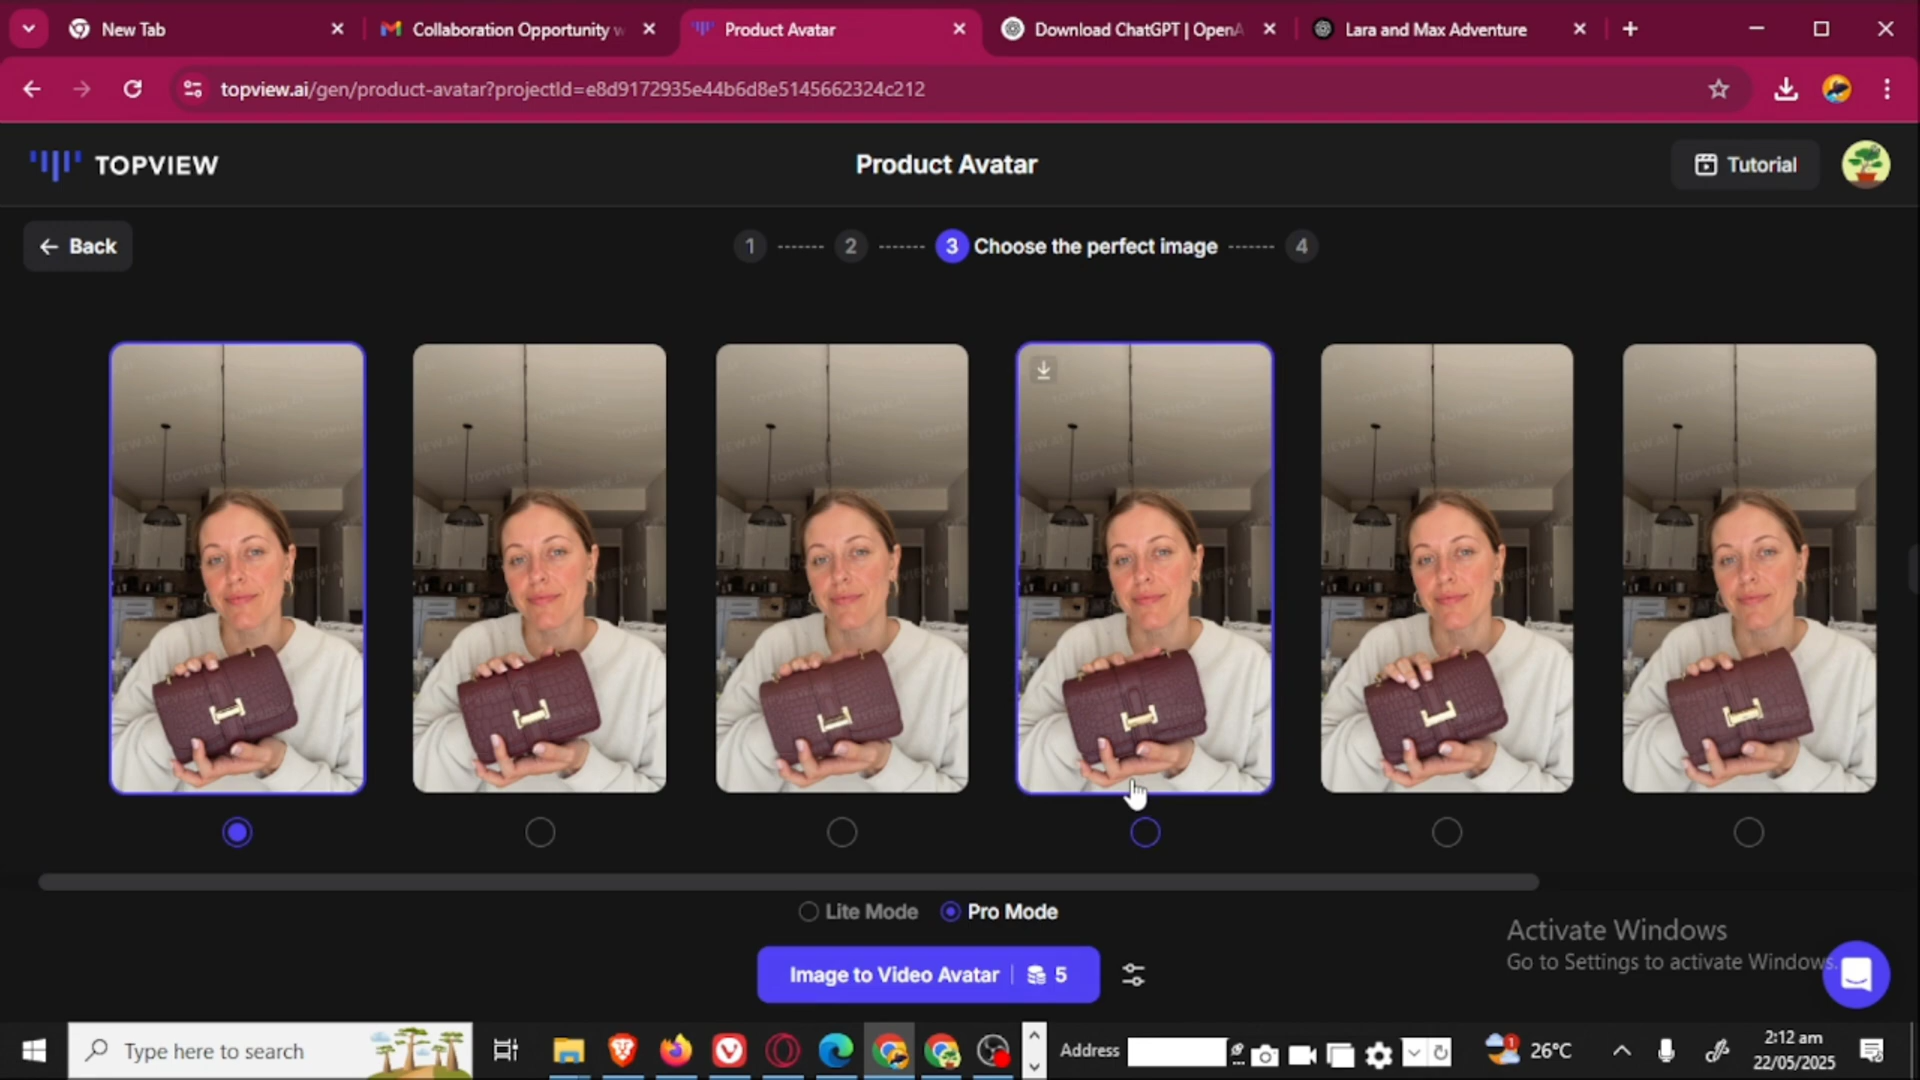 New Tab
Collaboration Opportunity w
Product Avatar
Download ChatGPT | OpenA
Lara and Max Adventure
topview.ai/gen/product-avatar?projectId=e8d9172935e44b6d8e5145662324c212
TOPVIEW
Product Avatar
Tutorial
Back
1
2
3 Choose the perfect image
4
Lite Mode
Pro Mode
Activate Windows
Go to Settings to activate Windows.
Image to Video Avatar
5
Type here to search
Address
1
26°C
2:12 am
22/05/2025